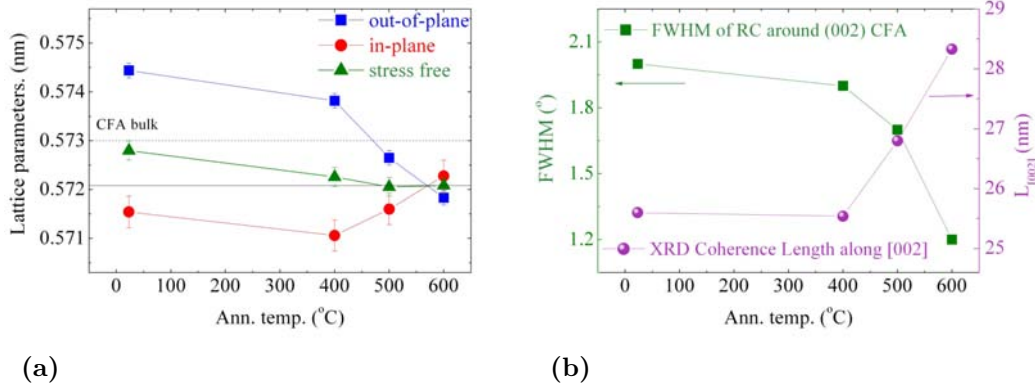 out-of-plane
in-plane
stress free
CFA bulk
0.575
0.574
0.573
0.572
0.571
Lattice parameters. (nm)
0 100 200 300 400 500 600
Ann. temp. (°C)
(a)
FWHM of RC around (002) CFA
XRD Coherence Length along [002]
2.1
1.8
1.5
1.2
FWHM (°)
29
28
27
26
25
L[002] (nm)
0 100 200 300 400 500 600
Ann. temp. (°C)
(b)